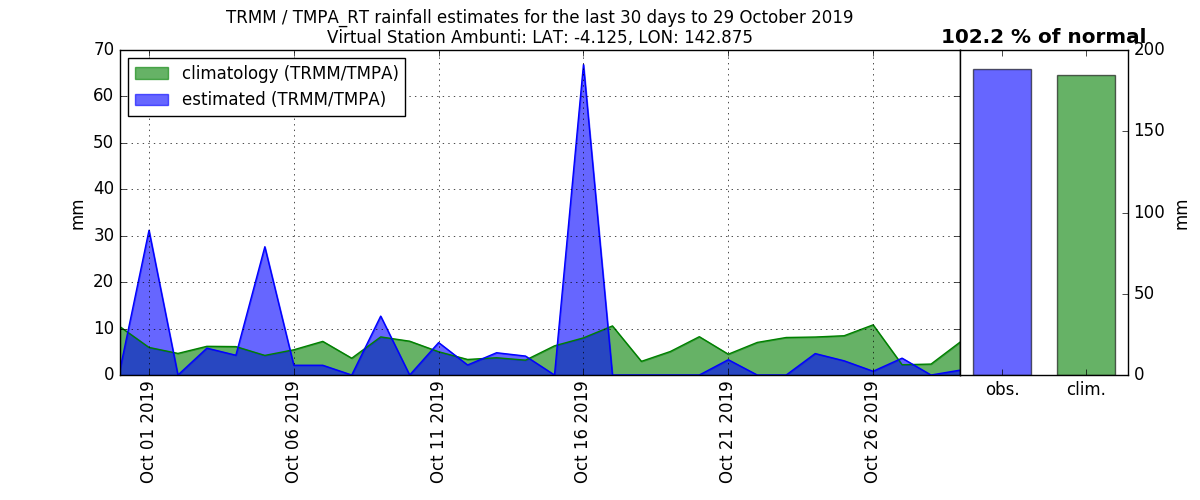 TRMM / TMPA_RT rainfall estimates for the last 30 days to 29 October 2019
Virtual Station Ambunti: LAT: -4.125, LON: 142.875
102.2 % of normal
climatology (TRMM/TMPA)
estimated (TRMM/TMPA)
mm
70
60
50
40
30
20
10
0
Oct 01 2019
Oct 06 2019
Oct 11 2019
Oct 16 2019
Oct 21 2019
Oct 26 2019
obs.
clim.
200
150
100
50
0
mm